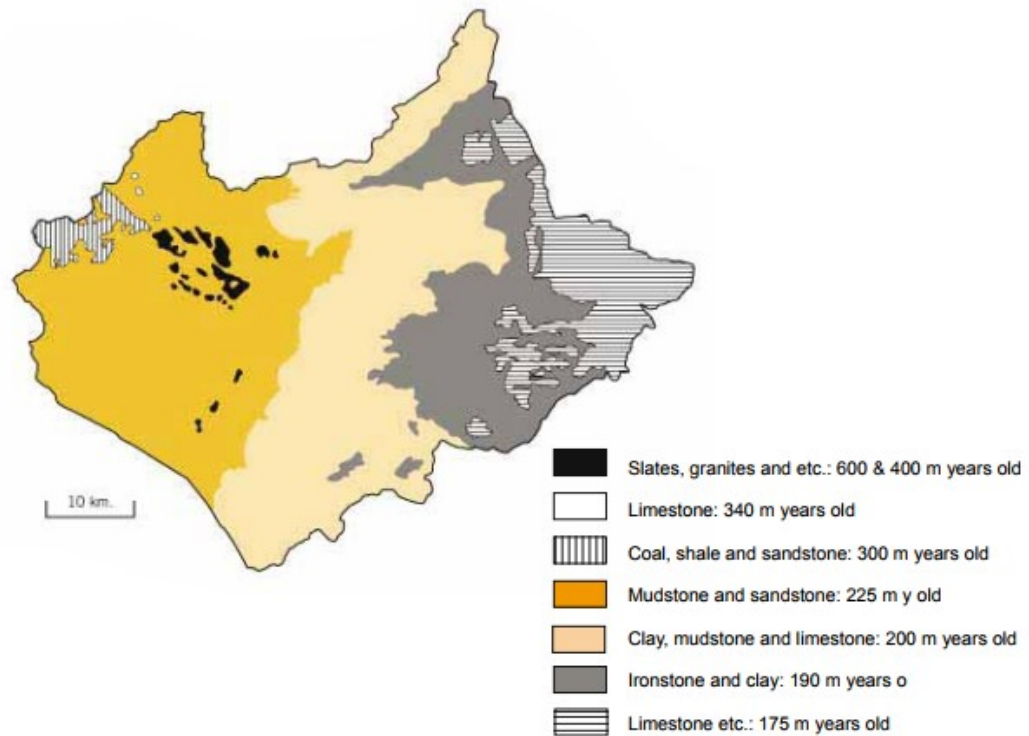 10 km.
Slates, granites and etc.: 600 & 400 m years old
Limestone: 340 m years old
Coal, shale and sandstone: 300 m years old
Mudstone and sandstone: 225 m y old
Clay, mudstone and limestone: 200 m years old
Ironstone and clay: 190 m years o
Limestone etc.: 175 m years old